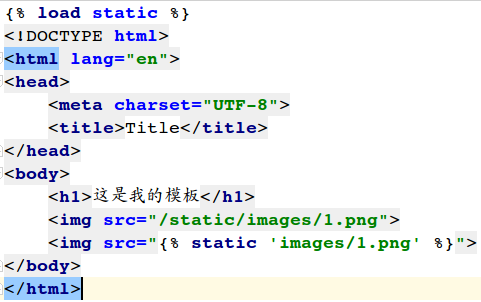 {% load static %}
<!DOCTYPE html>
<html lang="en">
<head>
    <meta charset="UTF-8">
    <title>Title</title>
</head>
<body>
    <h1>这是我的模板</h1>
    <img src="/static/images/1.png">
    <img src="{% static 'images/1.png' %}">
</body>
</html>